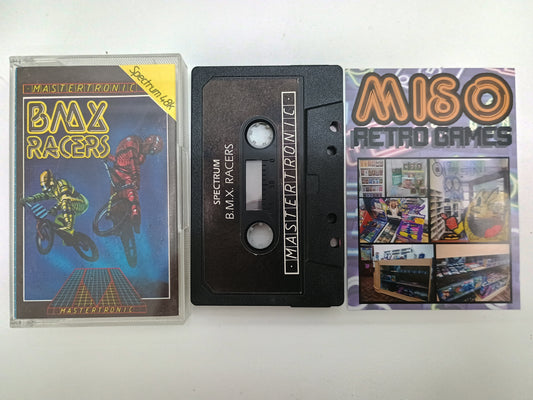 MASTERTRONIC
Spectrum 48K
BMX
RACERS
MASTERTRONIC
SPECTRUM
B.M.X. RACERS
MASTERTRONIC
MISO
RETRO GAMES